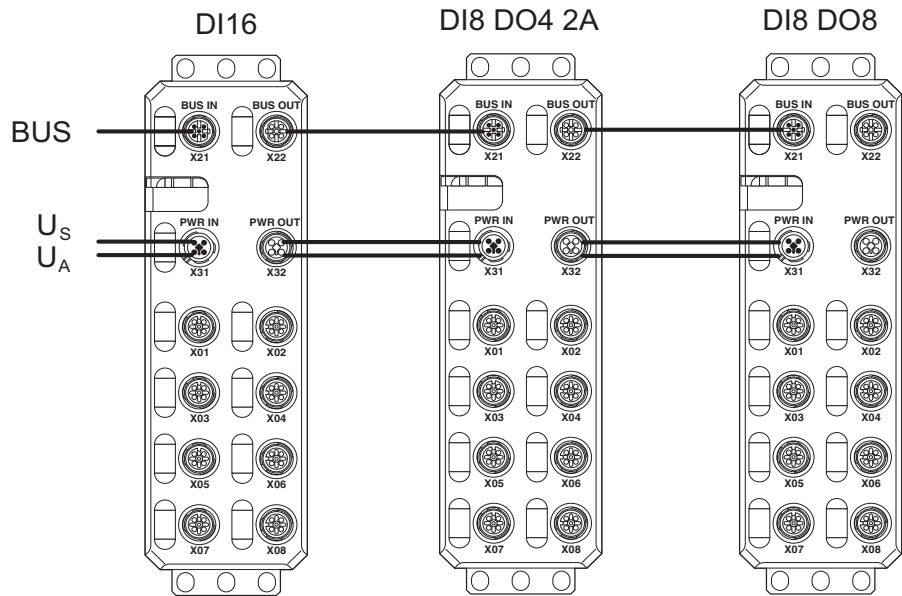 DI16 DI8 DO4 2A DI8 DO8
BUS IN BUS OUT BUS IN BUS OUT BUS IN BUS OUT
BUS
X21 X22 X21 X22 X21 X22
PWR IN PWR OUT PWR IN PWR OUT PWR IN PWR OUT
US
UA
X31 X32 X31 X32 X31 X32
X01 X02 X01 X02 X01 X02
X03 X04 X03 X04 X03 X04
X05 X06 X05 X06 X05 X06
X07 X08 X07 X08 X07 X08